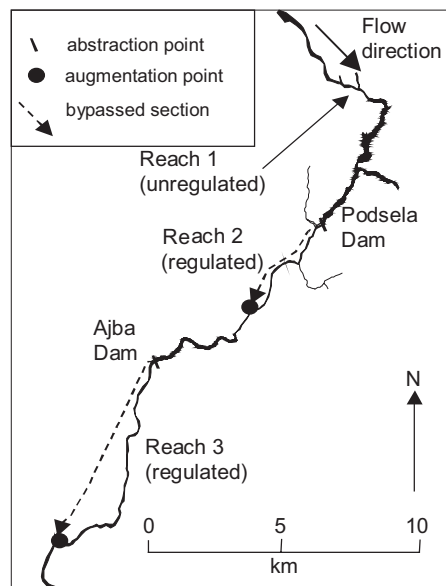 abstraction point
augmentation point
bypassed section
Flow
direction
Reach 1
(unregulated)
Podsela
Dam
Reach 2
(regulated)
Ajba
Dam
N
Reach 3
(regulated)
0 5 10
km